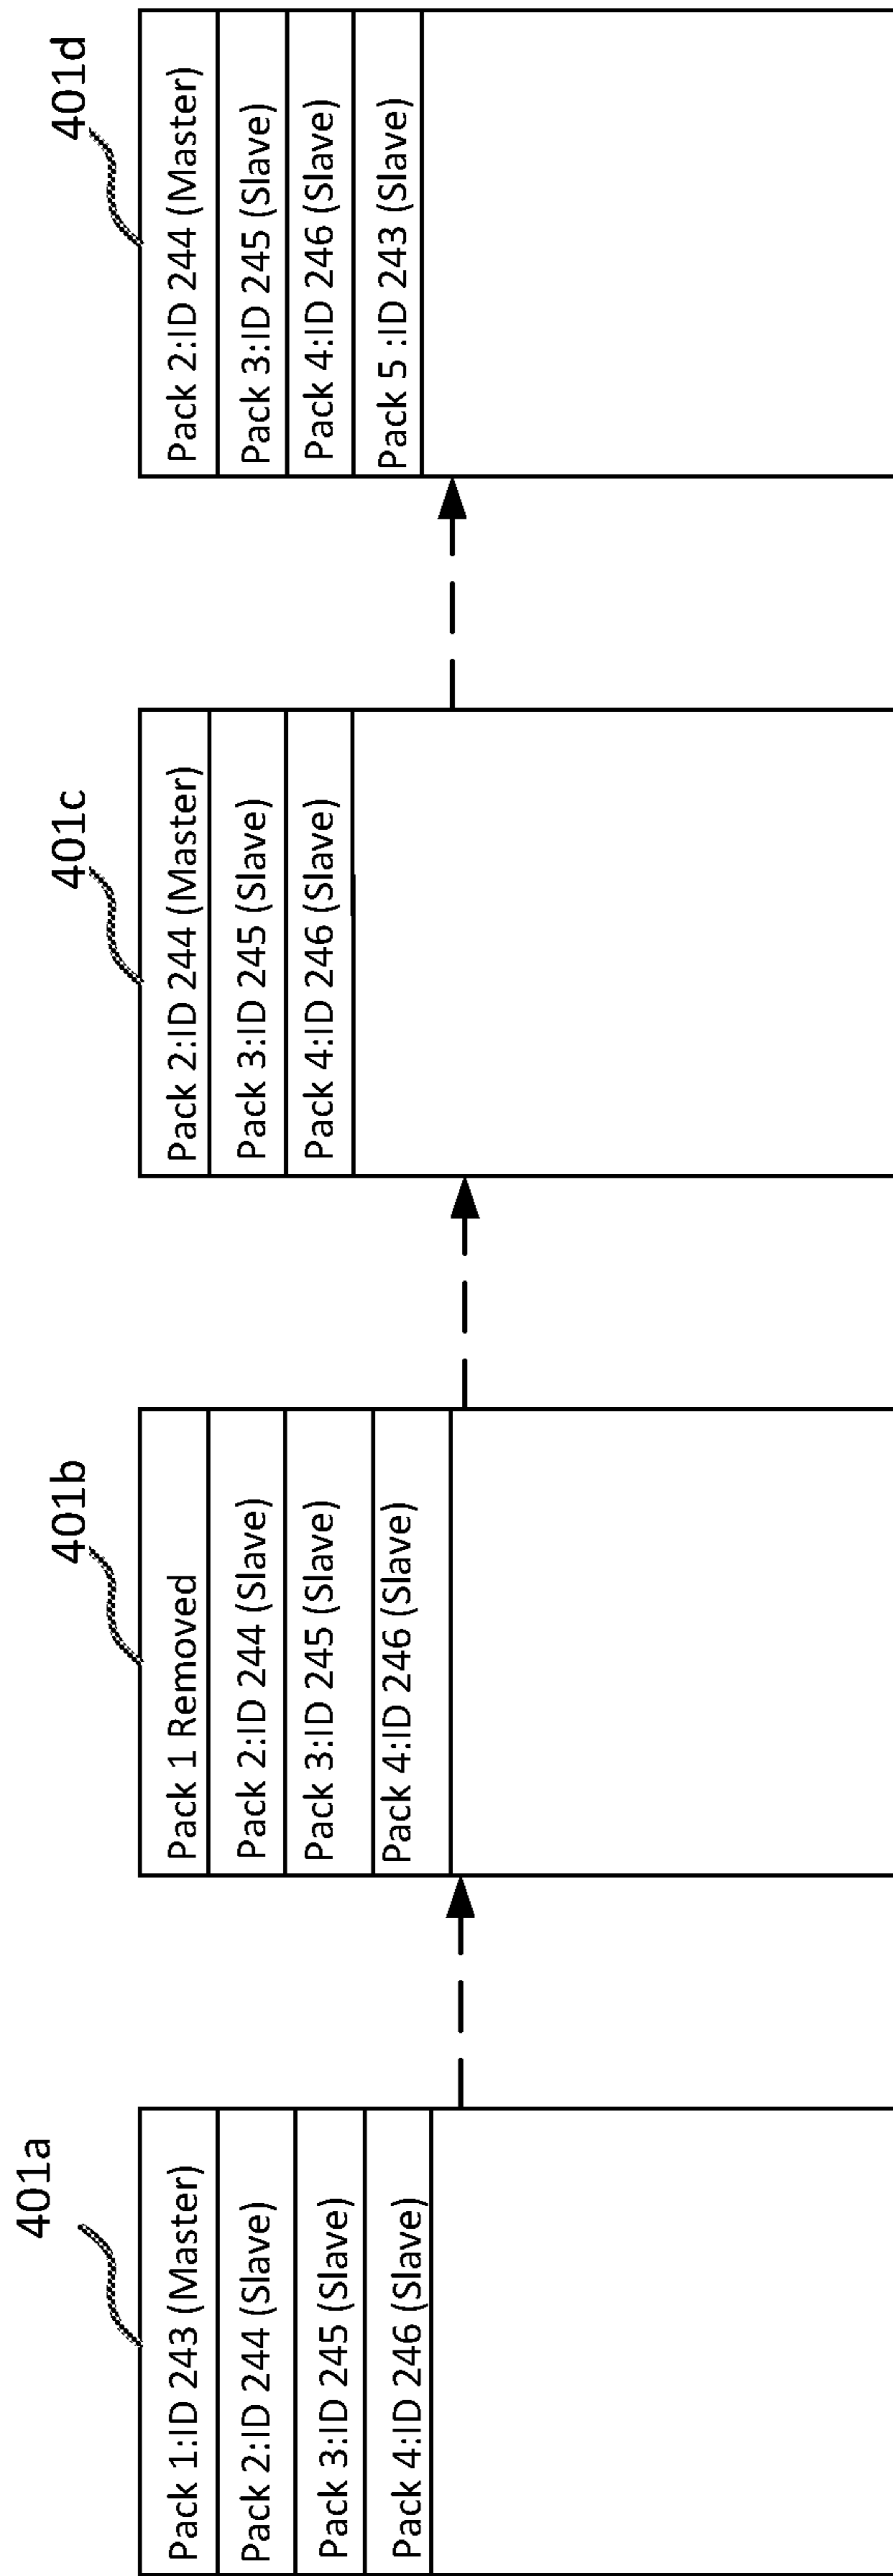 401a
Pack 1:ID 243 (Master)
Pack 2:ID 244 (Slave)
Pack 3:ID 245 (Slave)
Pack 4:ID 246 (Slave)
401b
Pack 1 Removed
Pack 2:ID 244 (Slave)
Pack 3:ID 245 (Slave)
Pack 4:ID 246 (Slave)
401c
Pack 2:ID 244 (Master)
Pack 3:ID 245 (Slave)
Pack 4:ID 246 (Slave)
401d
Pack 2:ID 244 (Master)
Pack 3:ID 245 (Slave)
Pack 4:ID 246 (Slave)
Pack 5 :ID 243 (Slave)